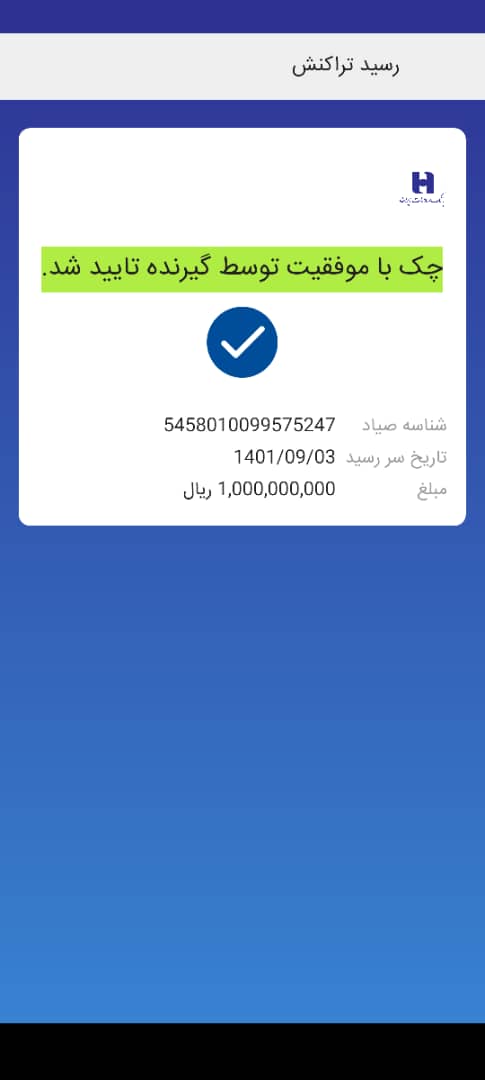 رسید تراکنش
بانک صادرات ایران
چک با موفقیت توسط گیرنده تایید شد.
شناسه صیاد 5458010099575247
تاریخ سر رسید 1401/09/03
مبلغ 1,000,000,000 ریال